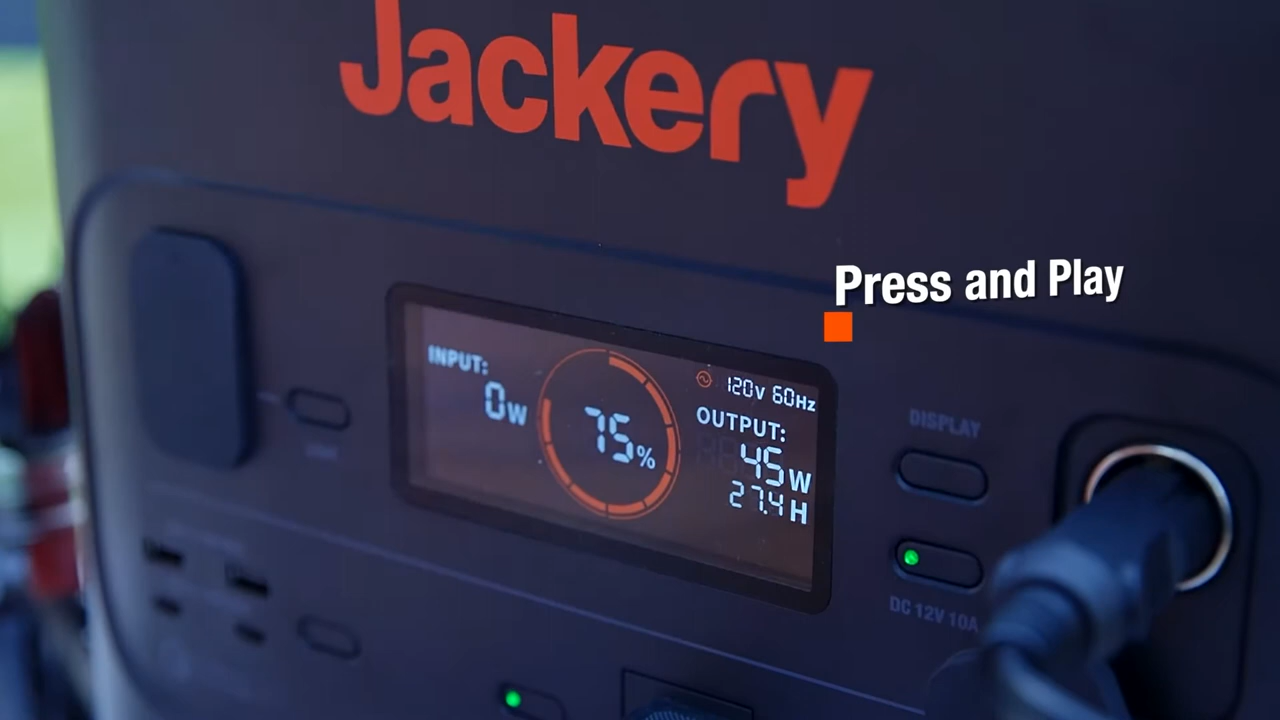 Jackery
Press and Play
INPUT:
0W
75%
120V 60HZ
OUTPUT:
45W
27.4H
DISPLAY
DC 12V 10A